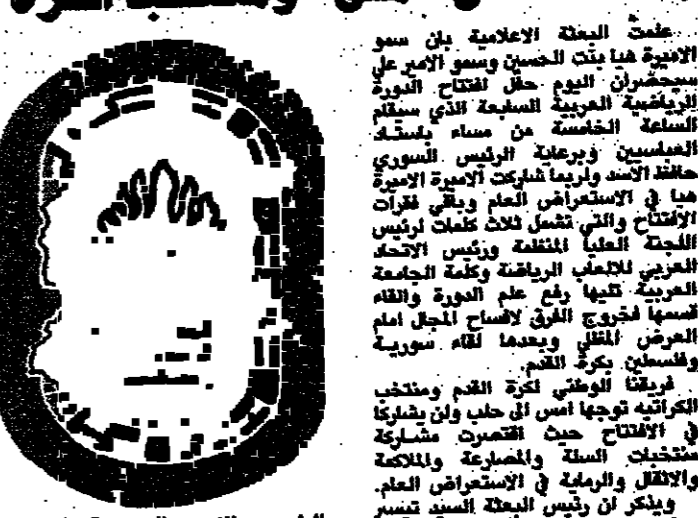 علمت البعثة الاعلامية بان سمو
الاميرة هيا بنت الحسين وسمو الامير علي
سيحضران اليوم حفل افتتاح الدورة
الرياضية العربية السابعة الذي سيقام
الساعة الخامسة من مساء باستاد
العباسيين وبرعاية الرئيس السوري
حافظ الاسد ولربما شاركت الاميرة الاميرة
هيا في الاستعراض العام وباقي فقرات
الافتتاح والتي تشمل ثلاث كلمات لرئيس
اللجنة العليا المنظمة ورئيس الاتحاد
العربي للالعاب الرياضة وكلمة الجامعة
العربية تليها رفع علم الدورة والقاء
قسمها فخروج الفرق لافساح المجال امام
العرض الفني وبعدها لقاء سورية
وفلسطين بكرة القدم.
فريقنا الوطني لكرة القدم ومنتخب
الكراتيه توجها امس الى حلب ولن يشاركا
في الافتتاح حيث اقتصرت مشاركة
منتخبات السلة والمصارعة والملاكمة
والاثقال والرماية في الاستعراض العام.
ويذكر ان رئيس البعثة السيد تيسير